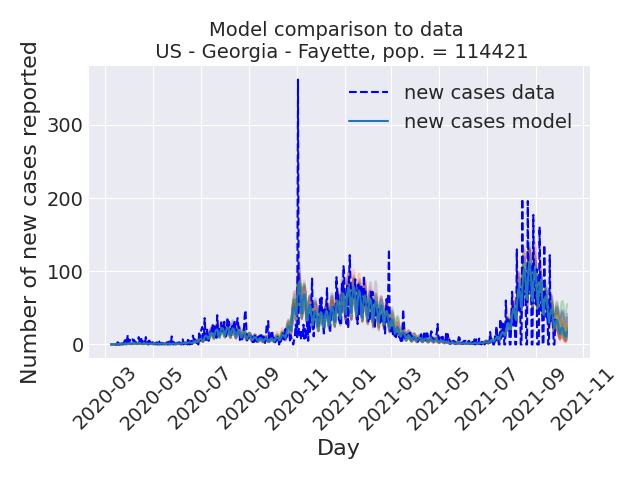 Model comparison to data
US - Georgia - Fayette, pop. = 114421
new cases data
new cases model
Number of new cases reported
300
200
100
0
2020-03
2020-05
2020-07
2020-09
2020-11
2021-01
2021-03
2021-05
2021-07
2021-09
2021-11
Day